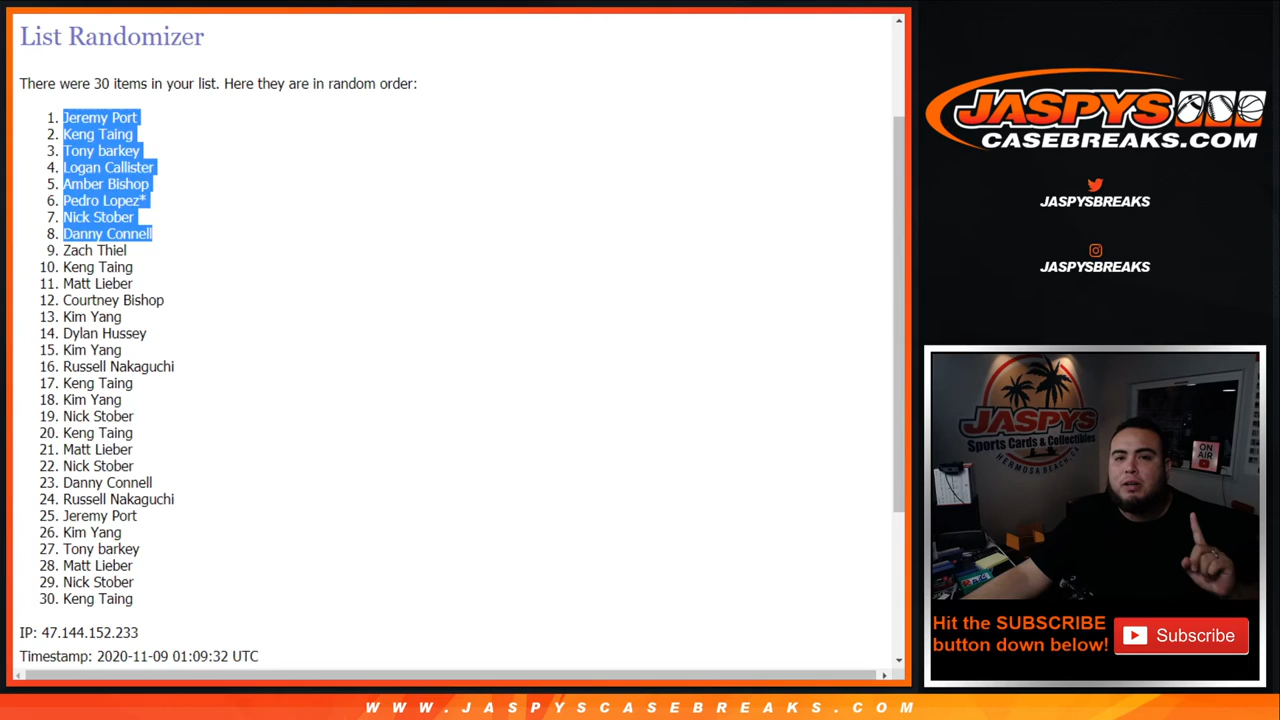 List Randomizer
There were 30 items in your list. Here they are in random order:
1. Jeremy Port
2. Keng Taing
3. Tony barkey
4. Logan Callister
5. Amber Bishop
6. Pedro Lopez*
7. Nick Stober
8. Danny Connell
9. Zach Thiel
10. Keng Taing
11. Matt Lieber
12. Courtney Bishop
13. Kim Yang
14. Dylan Hussey
15. Kim Yang
16. Russell Nakaguchi
17. Keng Taing
18. Kim Yang
19. Nick Stober
20. Keng Taing
21. Matt Lieber
22. Nick Stober
23. Danny Connell
24. Russell Nakaguchi
25. Jeremy Port
26. Kim Yang
27. Tony barkey
28. Matt Lieber
29. Nick Stober
30. Keng Taing
IP: 47.144.152.233
Timestamp: 2020-11-09 01:09:32 UTC
JASPYS
CASEBREAKS.COM
JASPYSBREAKS
JASPYSBREAKS
JASPYS
Sports Cards & Collectibles
HERMOSA BEACH, CA
ON
AIR
Hit the SUBSCRIBE
button down below!
Subscribe
WWW.JASPYSCASEBREAKS.COM